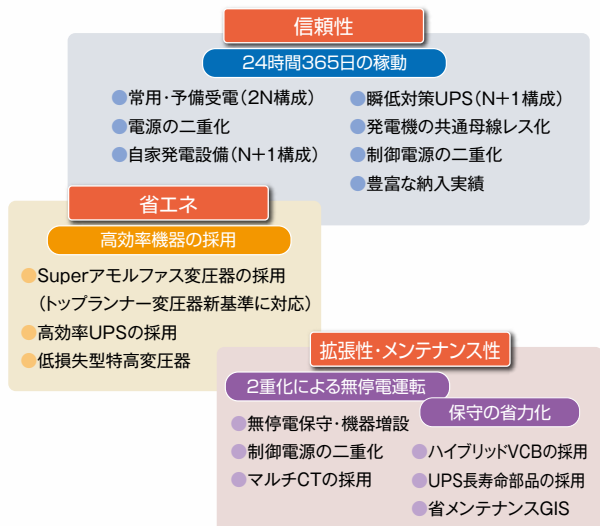 信頼性
24時間365日の稼動
●常用・予備受電(2N構成)
●電源の二重化
●自家発電設備(N+1構成)
●瞬低対策UPS(N+1構成)
●発電機の共通母線レス化
●制御電源の二重化
●豊富な納入実績
省エネ
高効率機器の採用
●Superアモルファス変圧器の採用
(トップランナー変圧器新基準に対応)
●高効率UPSの採用
●低損失型特高変圧器
拡張性・メンテナンス性
2重化による無停電運転
●無停電保守・機器増設
●制御電源の二重化
●マルチCTの採用
保守の省力化
●ハイブリッドVCBの採用
●UPS長寿命部品の採用
●省メンテナンスGIS